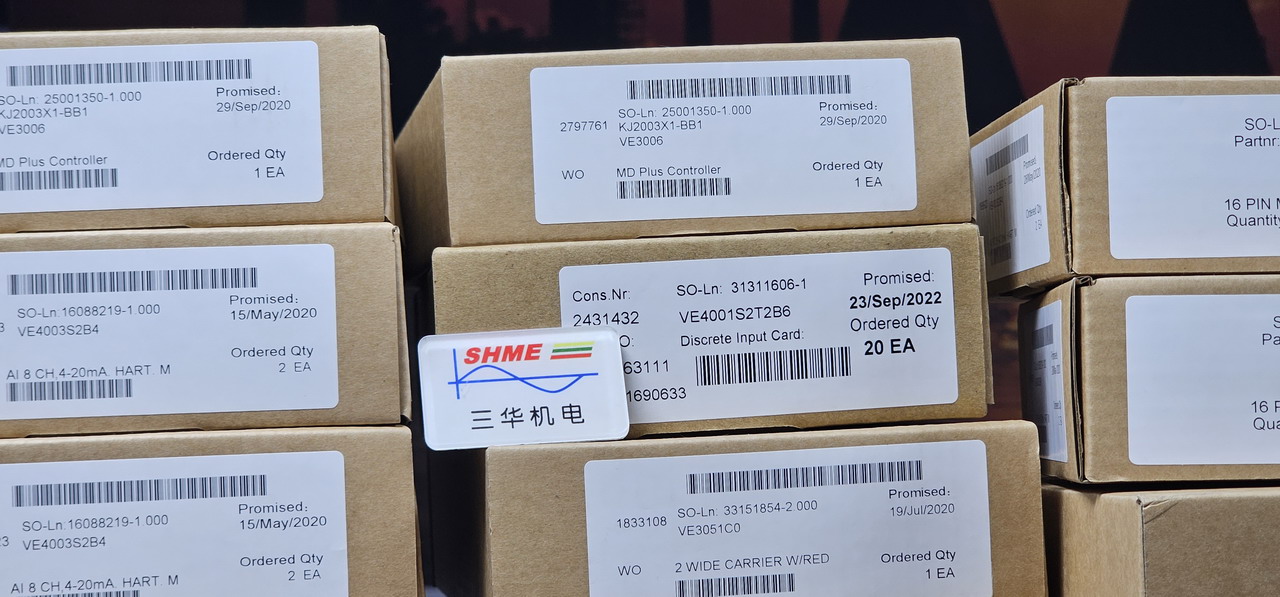 SO-Ln: 25001350-1.000
KJ2003X1-BB1
VE3006
Promised:
29/Sep/2020
MD Plus Controller
Ordered Qty
1 EA
SO-Ln:16088219-1.000
VE4003S2B4
Promised:
15/May/2020
AI 8 CH,4-20mA. HART. M
Ordered Qty
2 EA
SO-Ln:16088219-1.000
VE4003S2B4
Promised:
15/May/2020
AI 8 CH,4-20mA. HART. M
Ordered Qty
2 EA
2797761
SO-Ln: 25001350-1.000
KJ2003X1-BB1
VE3006
Promised:
29/Sep/2020
WO
MD Plus Controller
Ordered Qty
1 EA
Cons.Nr:
2431432
O:
63111
1690633
SO-Ln: 31311606-1
VE4001S2T2B6
Discrete Input Card:
Promised:
23/Sep/2022
Ordered Qty
20 EA
SHME
三华机电
1833108
SO-Ln: 33151854-2.000
VE3051C0
Promised:
19/Jul/2020
WO
2 WIDE CARRIER W/RED
Ordered Qty
1 EA
SO-L
Partnr:
16 PIN
Quantity
S
Pa
16 P
Qua